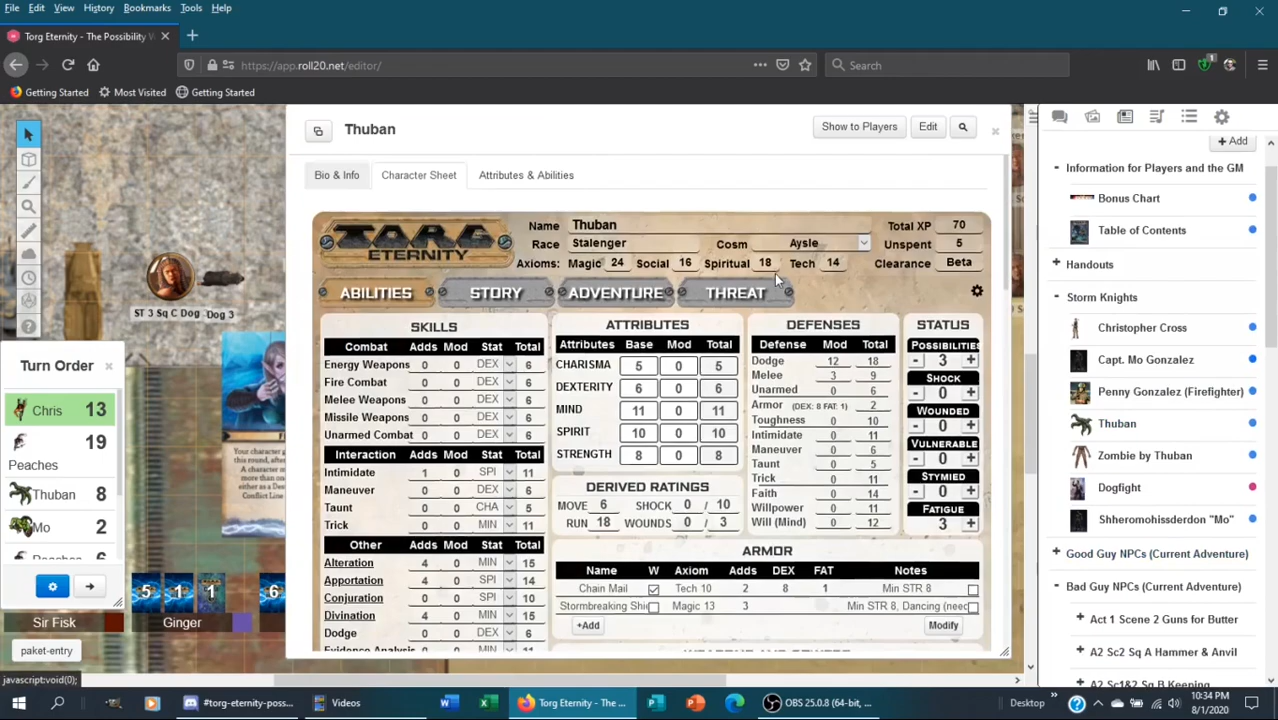 File Edit View History Bookmarks Tools Help
Torg Eternity - The Possibility W
https://app.roll20.net/editor/
Search
Getting Started Most Visited Getting Started
Thuban
Show to Players Edit
Bio & Info Character Sheet Attributes & Abilities
TORG ETERNITY
Name Thuban Total XP 70
Race Stalenger Cosm Aysle Unspent 5
Axioms: Magic 24 Social 16 Spiritual 18 Tech 14 Clearance Beta
ABILITIES STORY ADVENTURE THREAT
SKILLS
Combat Adds Mod Stat Total
Energy Weapons 0 0 DEX 6
Fire Combat 0 0 DEX 6
Melee Weapons 0 0 DEX 6
Missile Weapons 0 0 DEX 6
Unarmed Combat 0 0 DEX 6
Interaction Adds Mod Stat Total
Intimidate 1 0 SPI 11
Maneuver 0 0 DEX 6
Taunt 0 0 CHA 5
Trick 0 0 MIN 11
Other Adds Mod Stat Total
Alteration 4 0 MIN 15
Apportation 4 0 SPI 14
Conjuration 0 0 SPI 10
Divination 4 0 MIN 15
Dodge 0 0 DEX 6
Evidence Analysis
ATTRIBUTES
Attributes Base Mod Total
CHARISMA 5 0 5
DEXTERITY 6 0 6
MIND 11 0 11
SPIRIT 10 0 10
STRENGTH 8 0 8
DERIVED RATINGS
MOVE 6 SHOCK 0 / 10
RUN 18 WOUNDS 0 / 3
DEFENSES
Defense Mod Total
Dodge 12 18
Melee 3 9
Unarmed 0 6
Armor (DEX: 8 FAT: 1) 2
Toughness 0 10
Intimidate 0 11
Maneuver 0 6
Taunt 0 5
Trick 0 11
Faith 0 14
Willpower 0 11
Will (Mind) 0 12
STATUS
POSSIBILITIES
- 3 +
SHOCK
- 0 +
WOUNDED
- 0 +
VULNERABLE
- 0 +
STYMIED
- 0 +
FATIGUE
3 +
ARMOR
Name W Tech Axiom Adds DEX FAT Notes
Chain Mail Tech 10 2 8 1 Min STR 8
Stormbreaking Shi Magic 13 3 Min STR 8, Dancing (neec
+Add Modify
ST 3 Sq C Dog Dog 3
Turn Order
Chris 13
19
Peaches
Thuban 8
Mo 2
Peaches 6
5 1 1
Sir Fisk Ginger
paket-entry
javascript:void(0);
+ Add
- Information for Players and the GM
Bonus Chart
Table of Contents
+ Handouts
- Storm Knights
Christopher Cross
Capt. Mo Gonzalez
Penny Gonzalez (Firefighter)
Thuban
Zombie by Thuban
Dogfight
Shheromohissderdon "Mo"
+ Good Guy NPCs (Current Adventure)
- Bad Guy NPCs (Current Adventure)
+ Act 1 Scene 2 Guns for Butter
+ A2 Sc2 Sq A Hammer & Anvil
+ A2 Sc1&2 Sq B Keeping
#torg-eternity-poss... Videos Torg Eternity - The ... OBS 25.0.8 (64-bit, ... Desktop
10:34 PM
8/1/2020